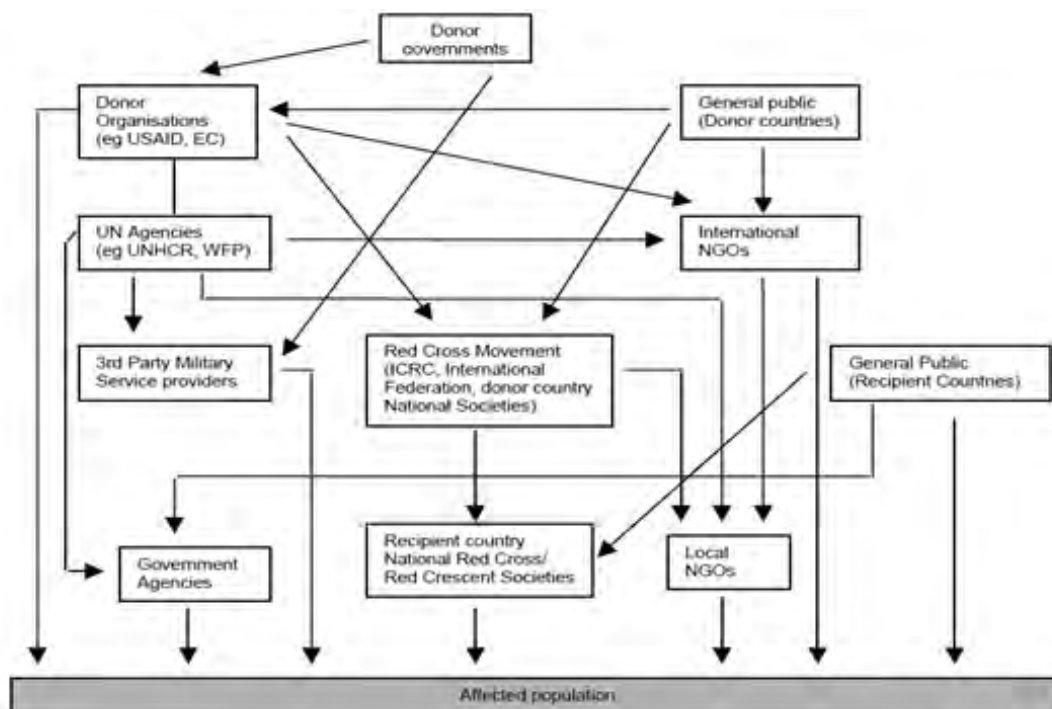 Donor
governments
Donor
Organisations
(eg USAID, EC)
General public
(Donor countries)
UN Agencies
(eg UNHCR, WFP)
International
NGOs
3rd Party Military
Service providers
Red Cross Movement
(ICRC, International
Federation, donor country
National Societies)
General Public
(Recipient Countries)
Government
Agencies
Recipient country
National Red Cross/
Red Crescent Societies
Local
NGOs
Affected population